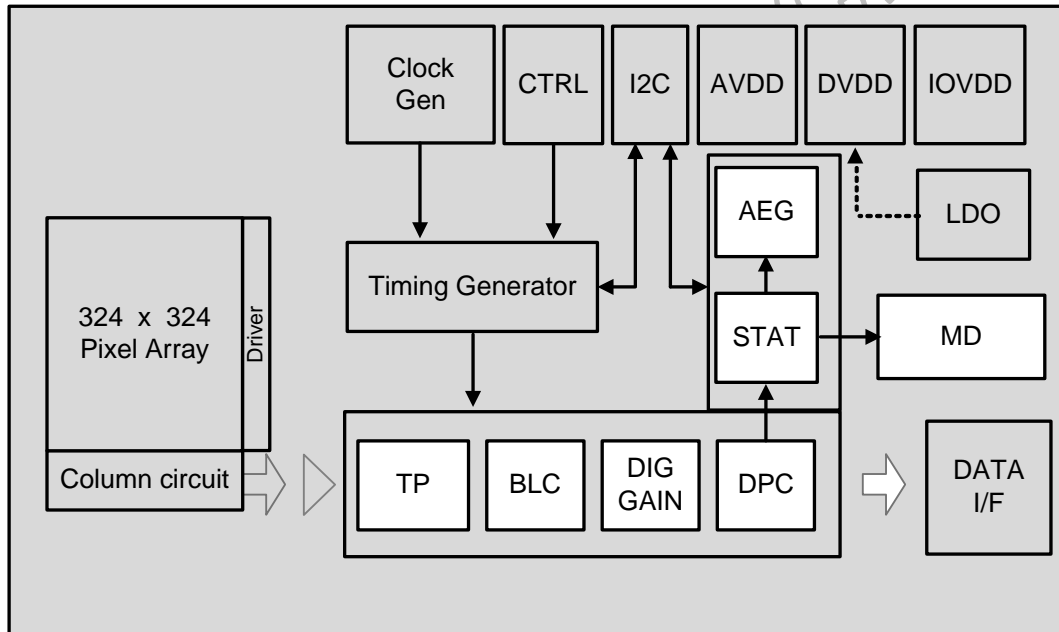 Clock
Gen
CTRL
I2C
AVDD
DVDD
IOVDD
AEG
LDO
Timing Generator
324 x 324
Pixel Array
Driver
STAT
MD
Column circuit
TP
BLC
DIG
GAIN
DPC
DATA
I/F